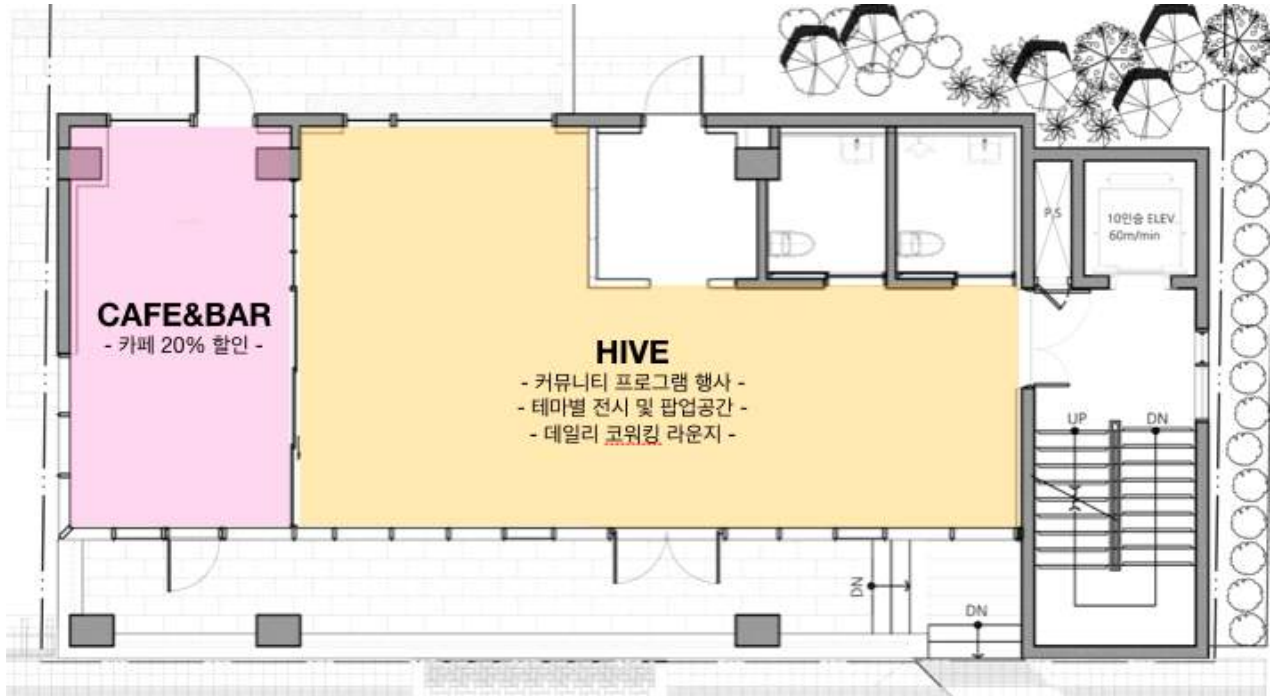 CAFE&BAR
- 카페 20% 할인 -
HIVE
- 커뮤니티 프로그램 행사 -
- 테마별 전시 및 팝업공간 -
- 데일리 코워킹 라운지 -
P.S
10인승 ELEV.
60m/min
UP
DN
DN
DN